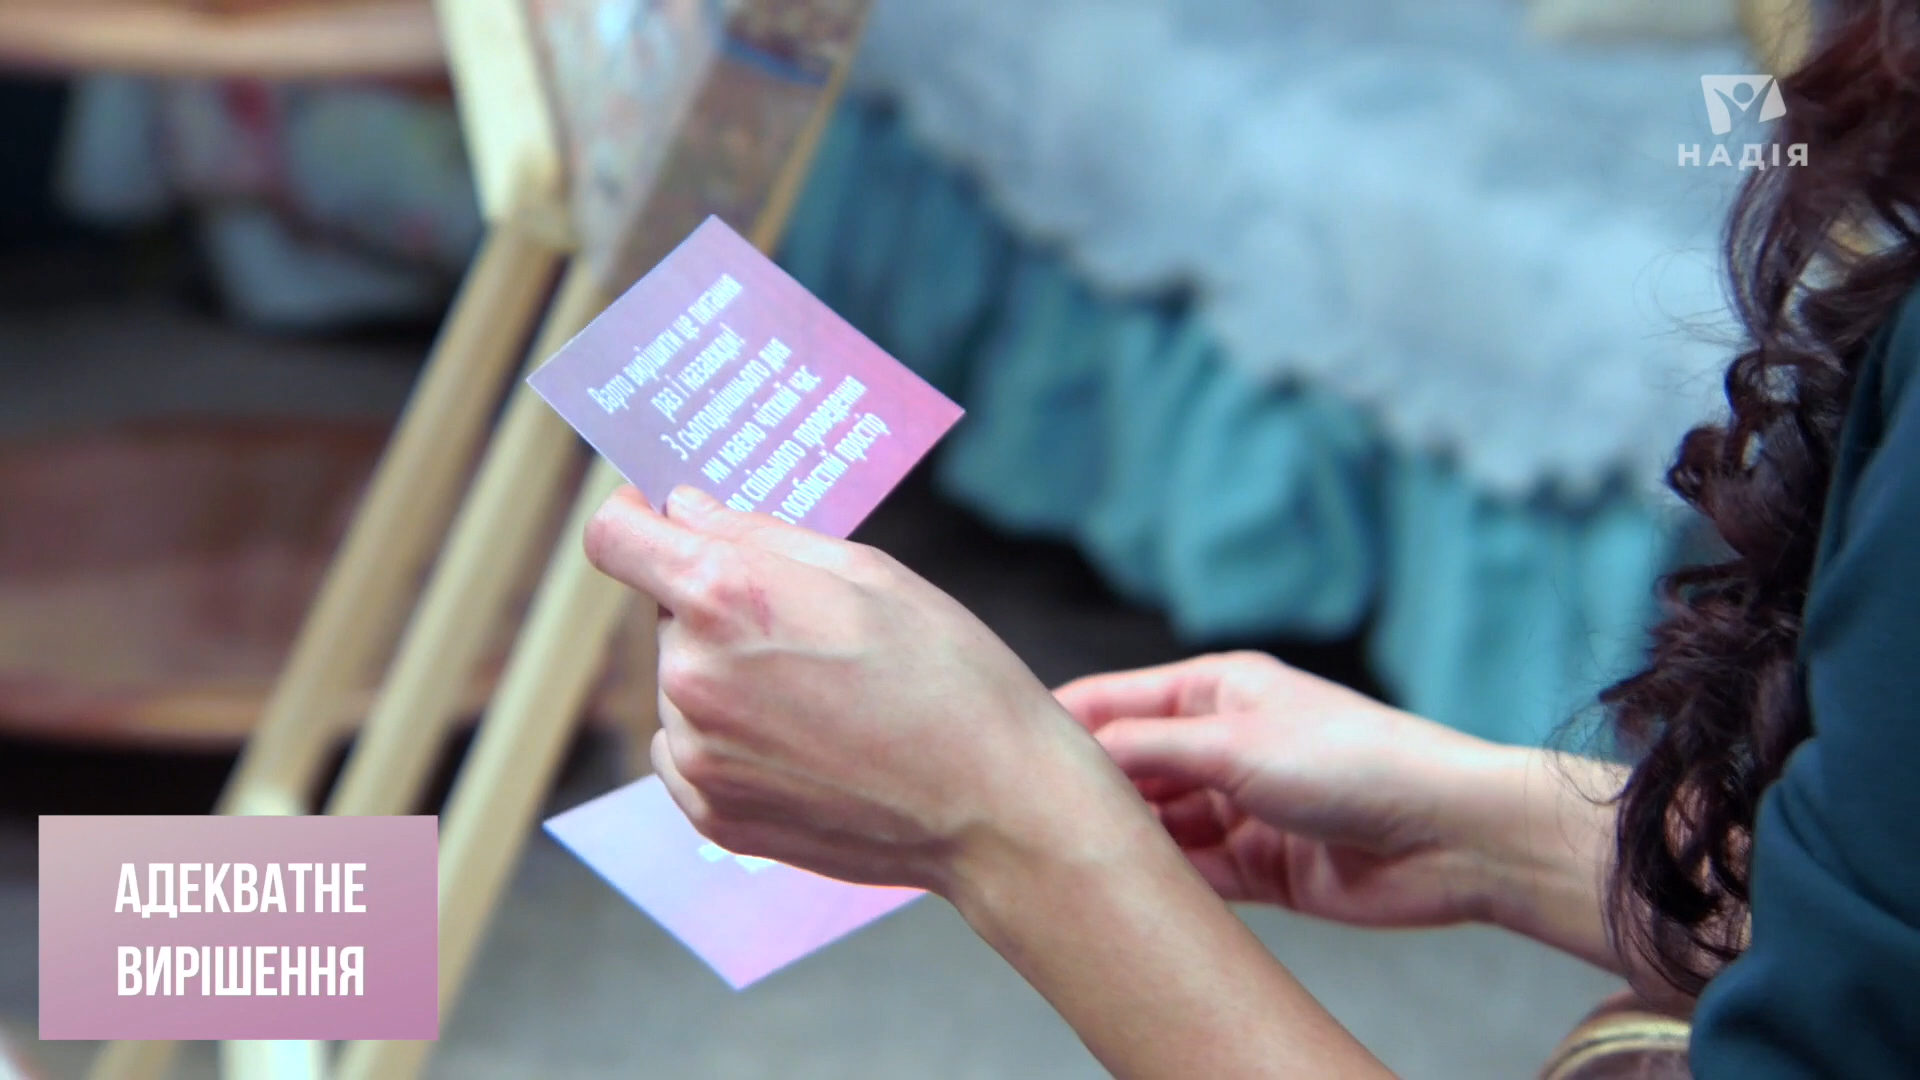 НАДІЯ
Варто вирішити це питання
раз і назавжди!
З сьогоднішнього дня
ми маємо чіткий час
спільного проведення
особистий простір
АДЕКВАТНЕ
ВИРІШЕННЯ